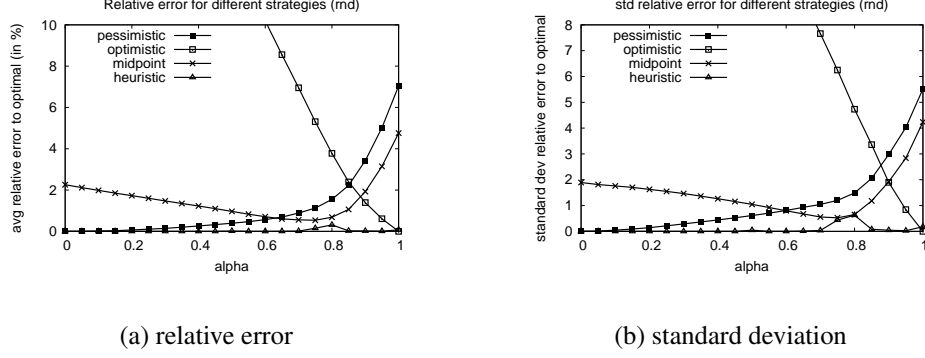 Relative error for different strategies (rnd)
avg relative error to optimal (in %)
10
8
6
4
2
0
pessimistic
optimistic
midpoint
heuristic
0 0.2 0.4 0.6 0.8 1
alpha
(a) relative error
std relative error for different strategies (rnd)
standard dev relative error to optimal
8
7
6
5
4
3
2
1
0
pessimistic
optimistic
midpoint
heuristic
0 0.2 0.4 0.6 0.8 1
alpha
(b) standard deviation